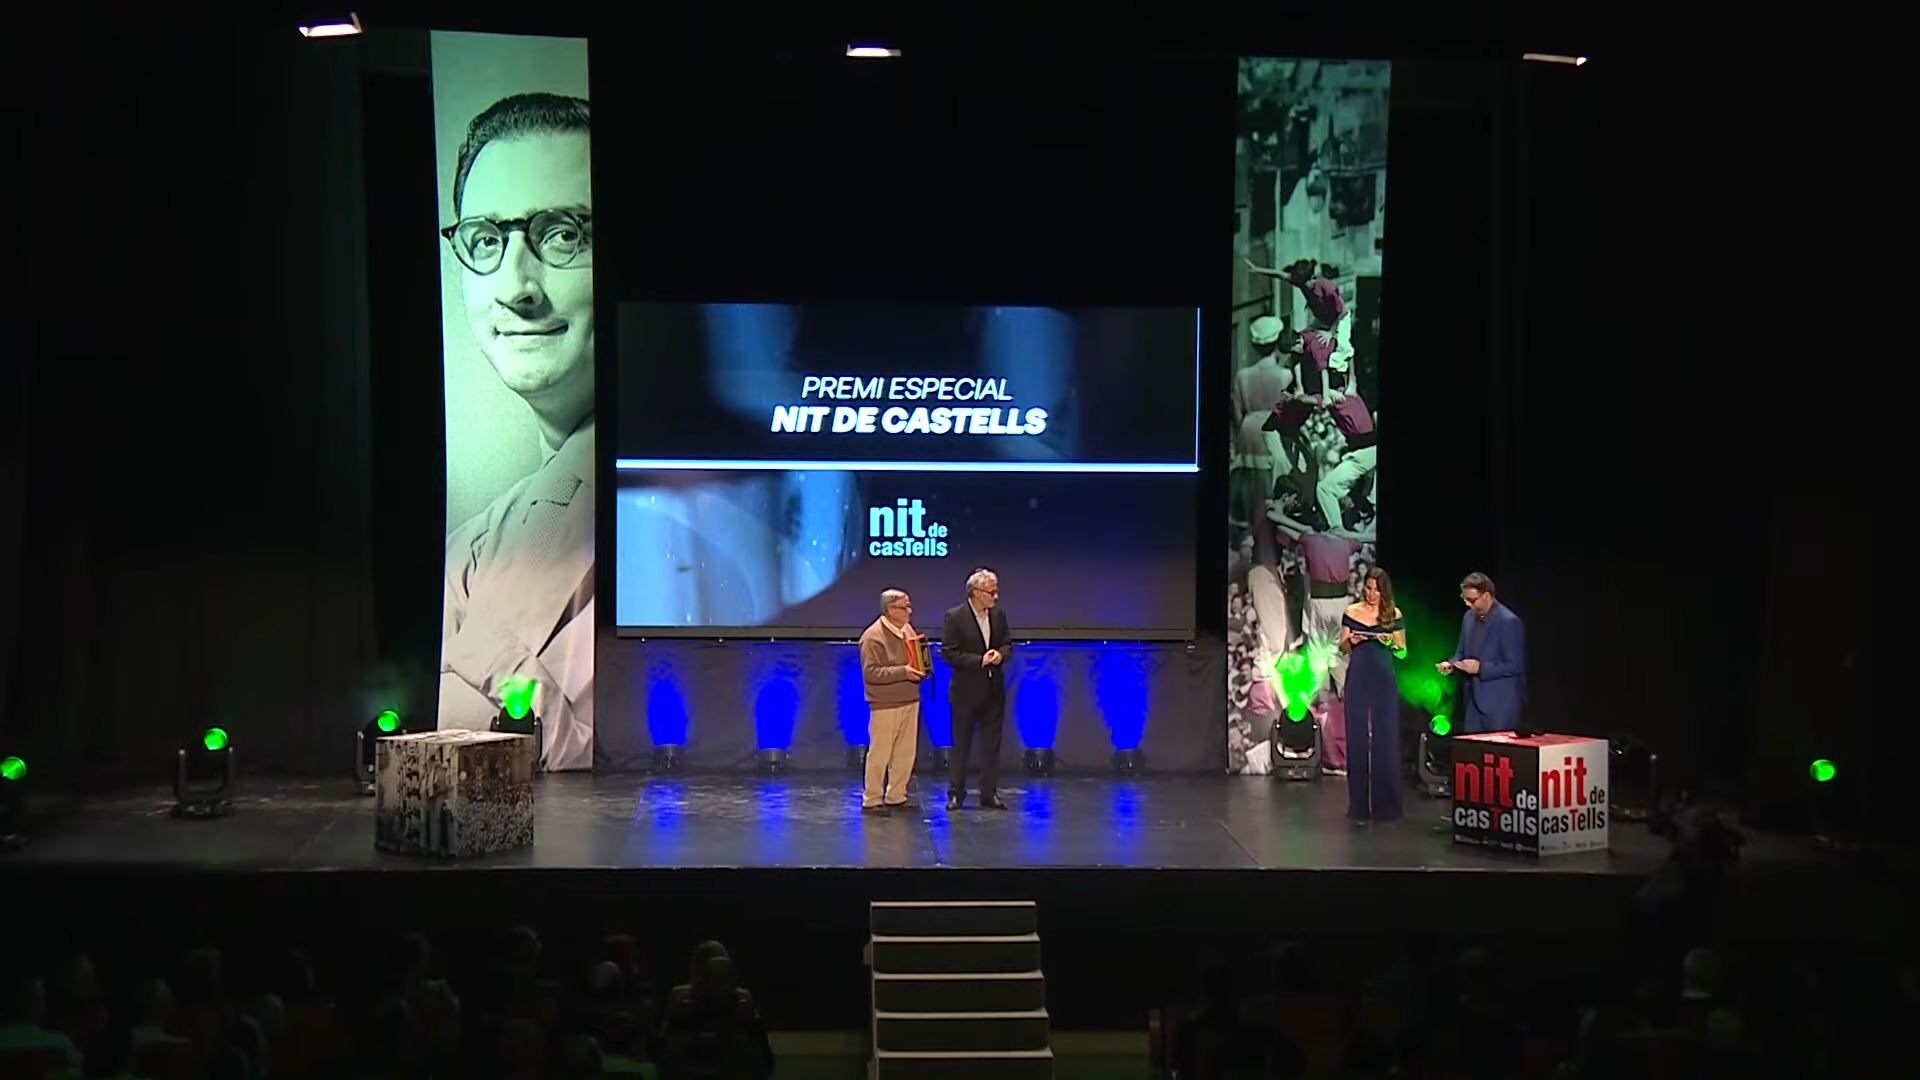 PREMI ESPECIAL
NIT DE CASTELLS
nit de
casTells
nit de
casTells
nit de
casTells